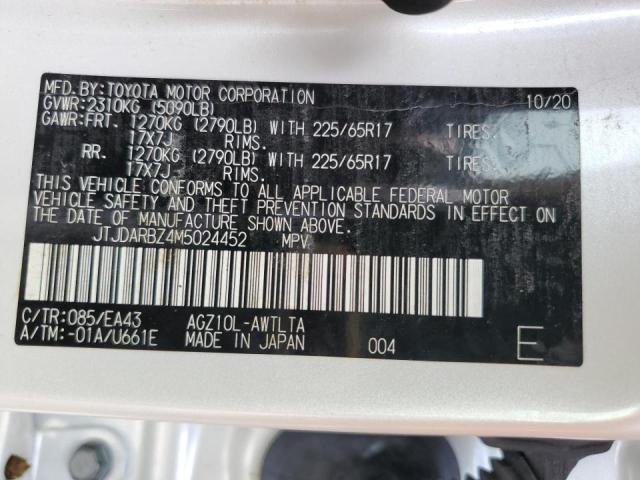 MFD.BY:TOYOTA MOTOR CORPORATION 10/20
GVWR:2310KG (5090LB)
GAWR:FRT. 1270KG (2790LB) WITH 225/65R17 TIRES.
17X7J RIMS.
RR. 1270KG (2790LB) WITH 225/65R17 TIRES.
17X7J RIMS.
THIS VEHICLE CONFORMS TO ALL APPLICABLE FEDERAL MOTOR
VEHICLE SAFETY AND THEFT PREVENTION STANDARDS IN EFFECT ON
THE DATE OF MANUFACTURE SHOWN ABOVE.
JTJDARBZ4M5024452 MPV
C/TR:085/EA43 AGZ10L-AWTLTA
A/TM:-01A/U661E MADE IN JAPAN 004 E